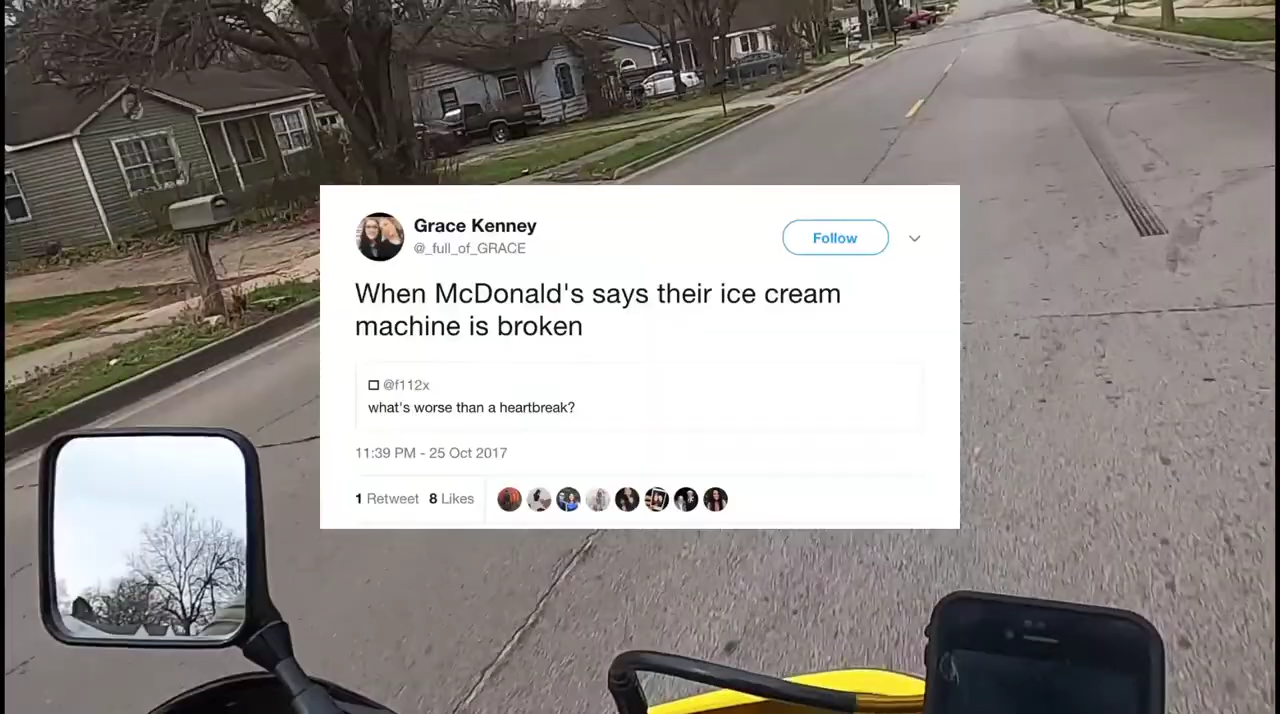 Grace Kenney
@_full_of_GRACE
Follow
When McDonald's says their ice cream
machine is broken
@f112x
what's worse than a heartbreak?
11:39 PM - 25 Oct 2017
1 Retweet 8 Likes